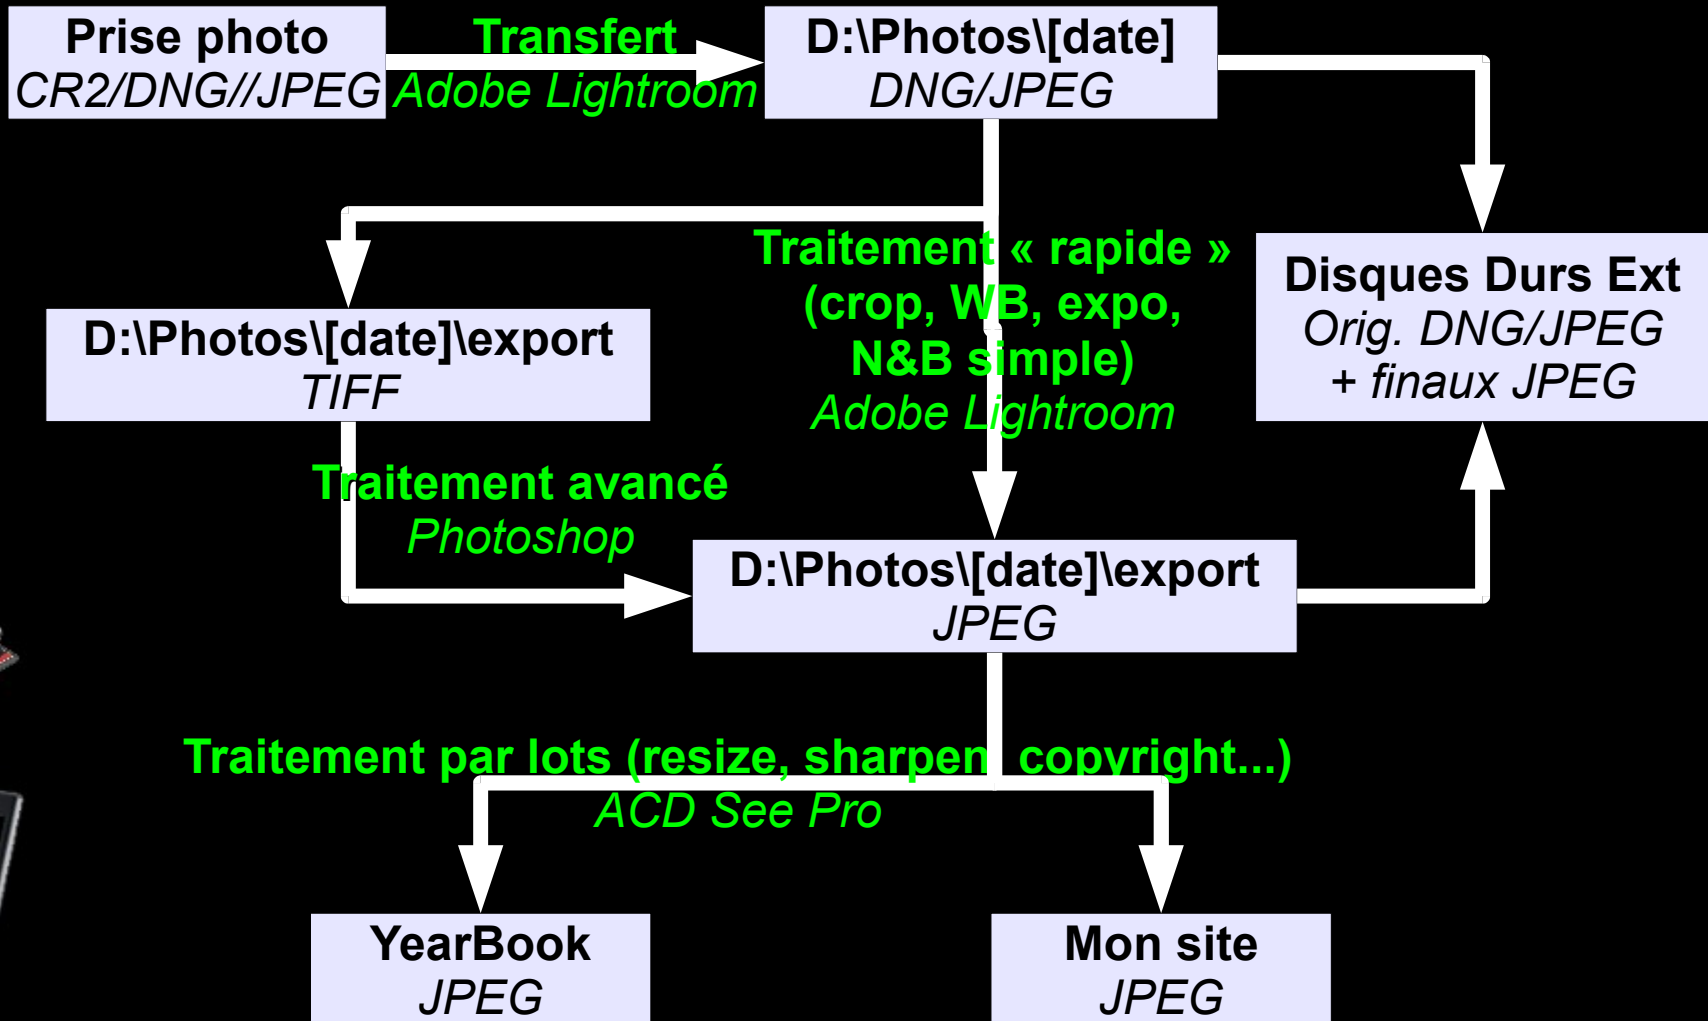 Prise photo
CR2/DNG//JPEG
Transfert
Adobe Lightroom
D:\Photos\[date]
DNG/JPEG
Traitement « rapide »
(crop, WB, expo,
N&B simple)
Adobe Lightroom
Disques Durs Ext
Orig. DNG/JPEG
+ finaux JPEG
D:\Photos\[date]\export
TIFF
Traitement avancé
Photoshop
D:\Photos\[date]\export
JPEG
Traitement par lots (resize, sharpen, copyright...)
ACD See Pro
YearBook
JPEG
Mon site
JPEG